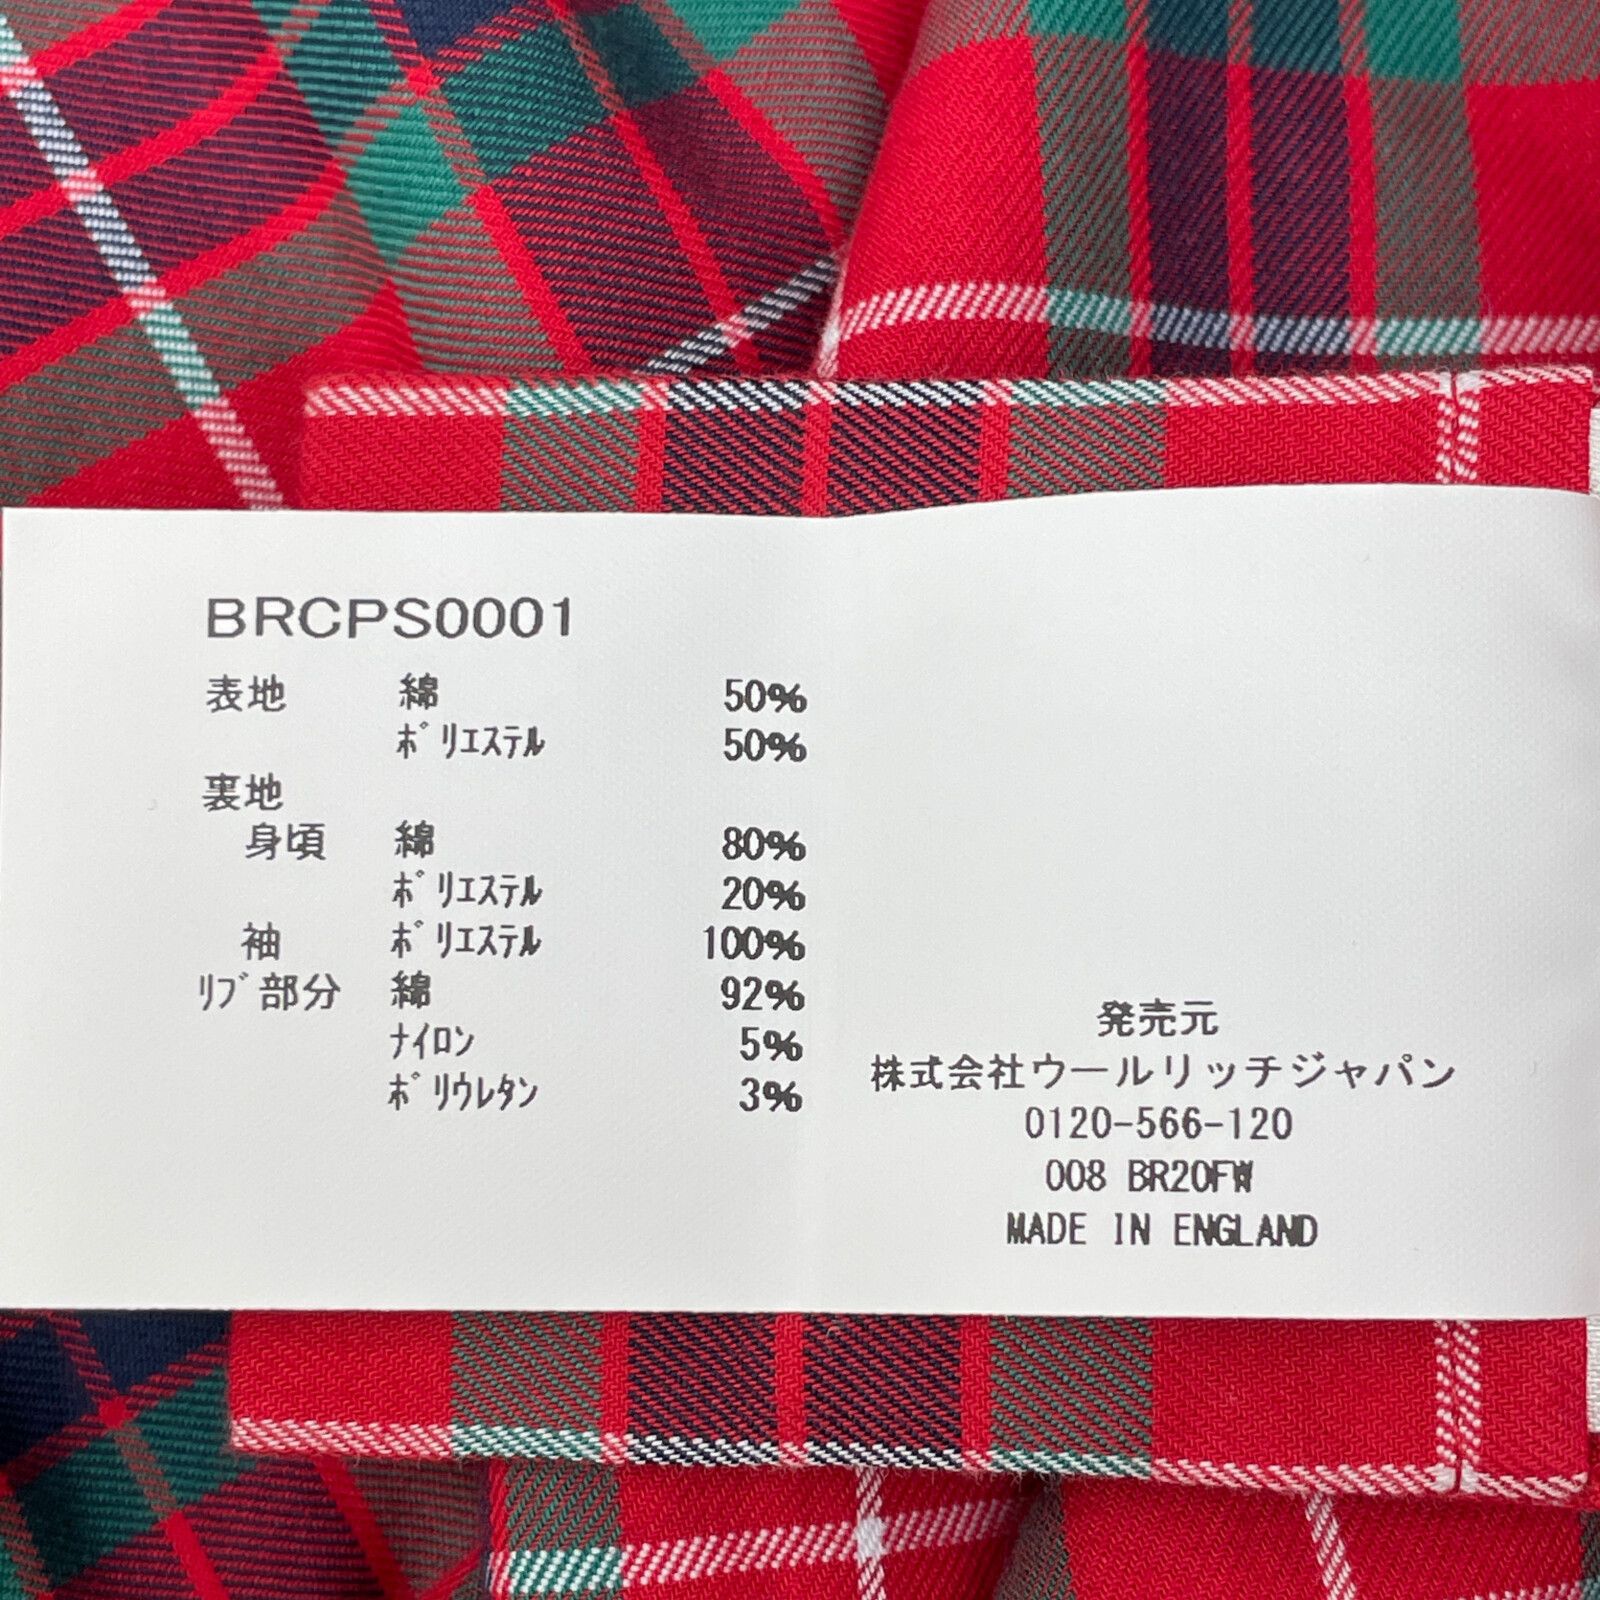 BRCPS0001
表地 綿 50%
ﾎﾟﾘｴｽﾃﾙ 50%
裏地
身頃 綿 80%
ﾎﾟﾘｴｽﾃﾙ 20%
袖 ﾎﾟﾘｴｽﾃﾙ 100%
ﾘﾌﾞ部分 綿 92%
ﾅｲﾛﾝ 5%
ﾎﾟﾘｳﾚﾀﾝ 3%
発売元
株式会社ウールリッチジャパン
0120-566-120
008 BR20FW
MADE IN ENGLAND